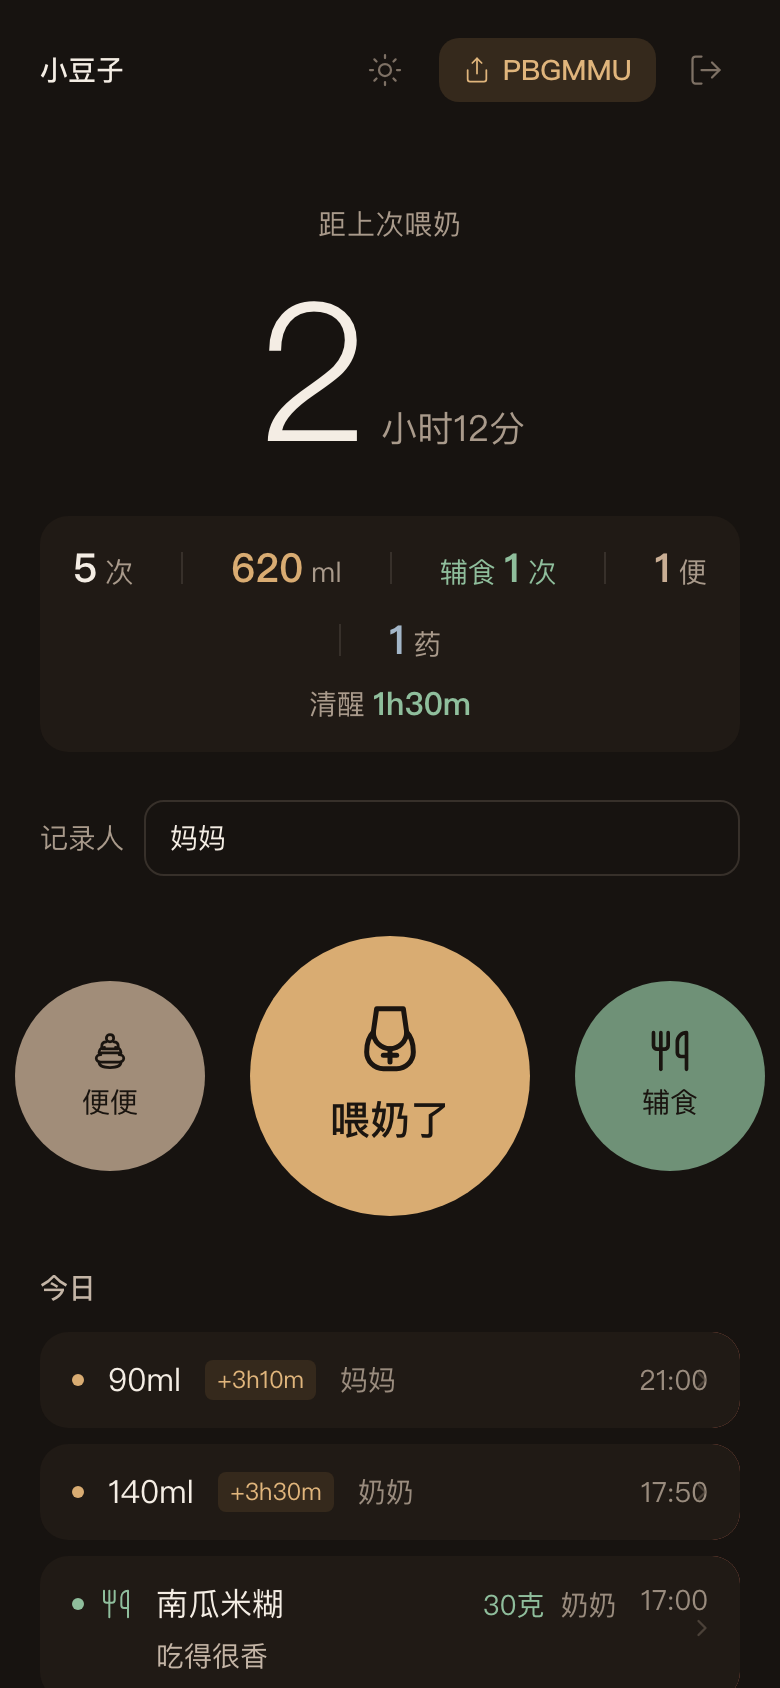 小豆子 PBGMMU
距上次喂奶
2 小时12分
5 次 620 ml 辅食 1 次 1 便
1 药
清醒 1h30m
记录人 妈妈
便便 喂奶了 辅食
今日
90ml +3h10m 妈妈 21:00
140ml +3h30m 奶奶 17:50
南瓜米糊 30克 奶奶 17:00
吃得很香